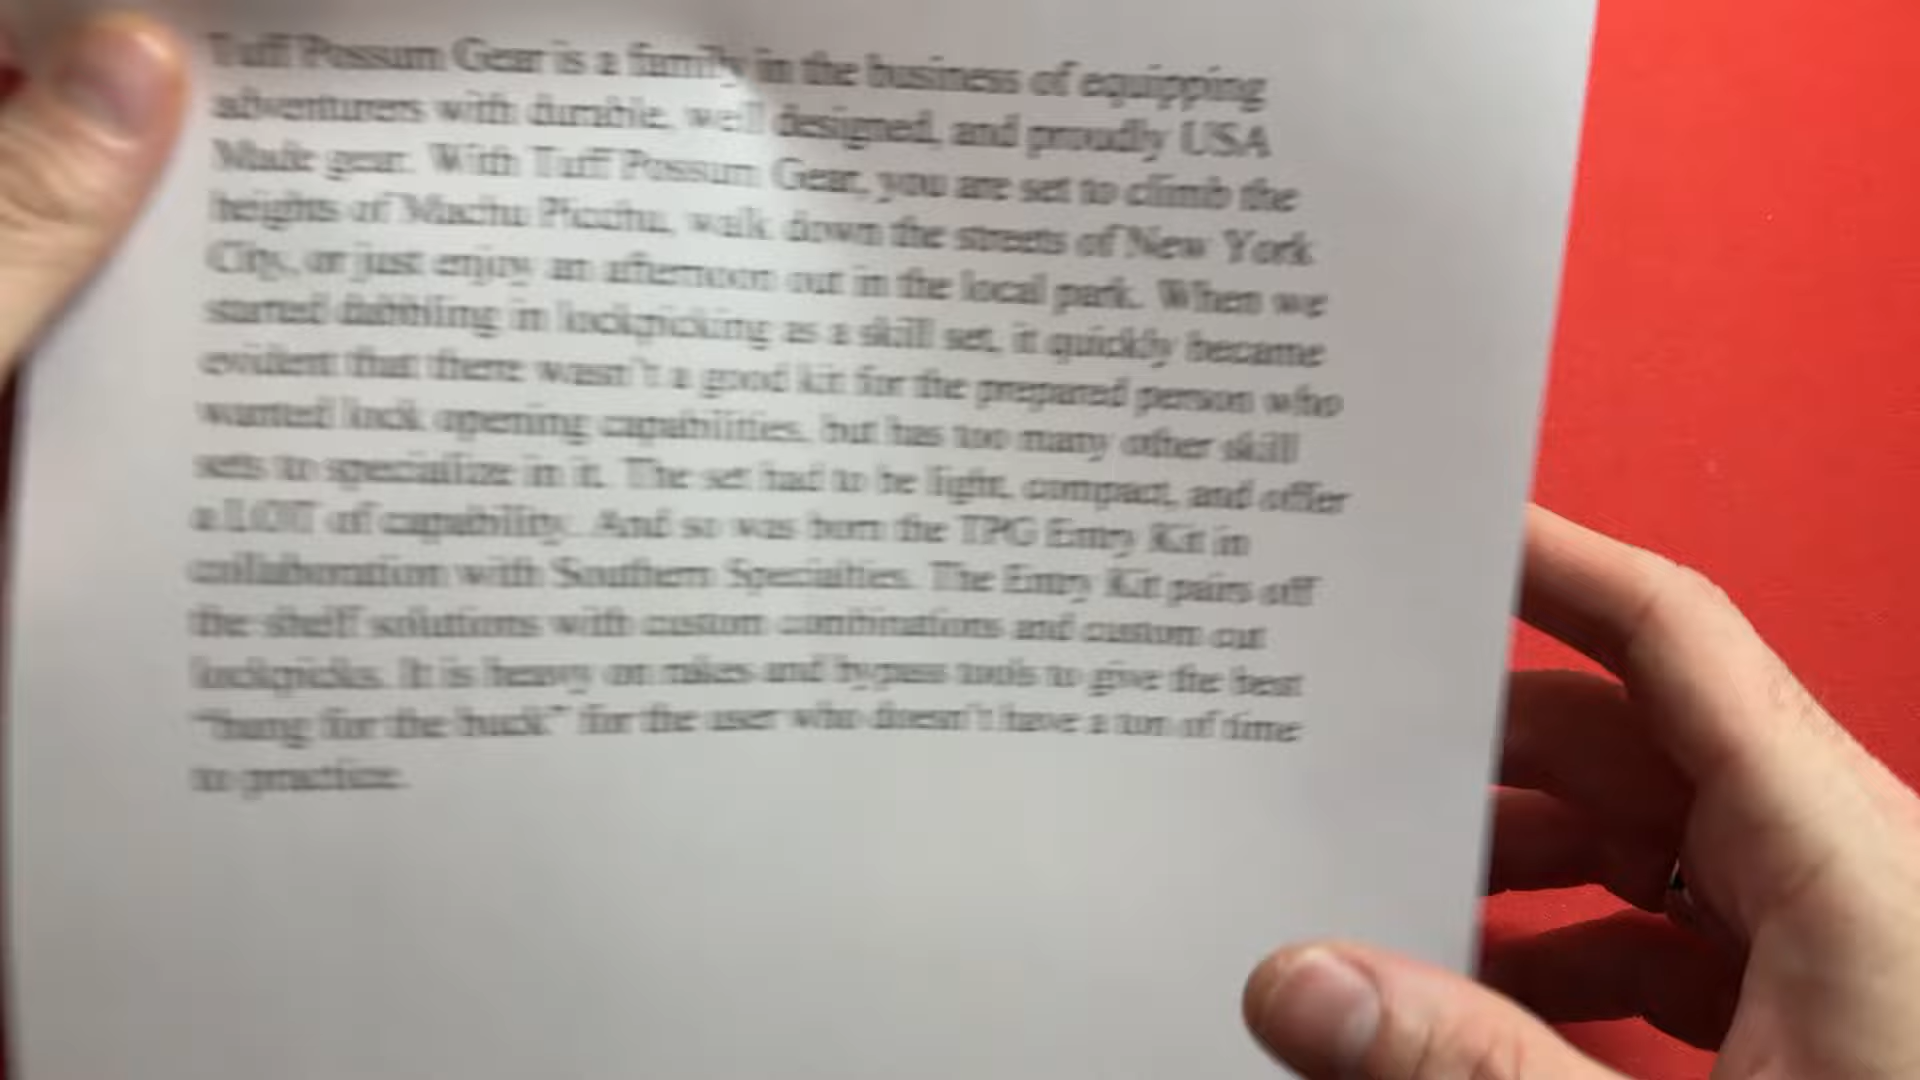 Tuff Possum Gear is a family in the business of equipping
adventurers with durable, well designed, and proudly USA
Made gear. With Tuff Possum Gear, you are set to climb the
heights of Machu Picchu, walk down the streets of New York
City, or just enjoy an afternoon out in the local park. When we
started dabbling in lockpicking as a skill set, it quickly became
evident that there wasn't a good kit for the prepared person who
wanted lock opening capabilities, but has too many other skill
sets to specialize in it. The set had to be light, compact, and offer
a LOT of capability. And so was born the TPG Entry Kit in
collaboration with Southern Specialties. The Entry Kit pairs off
the shelf solutions with custom combinations and custom cut
lockpicks. It is heavy on rakes and bypass tools to give the best
"bang for the buck" for the user who doesn't have a ton of time
to practice.